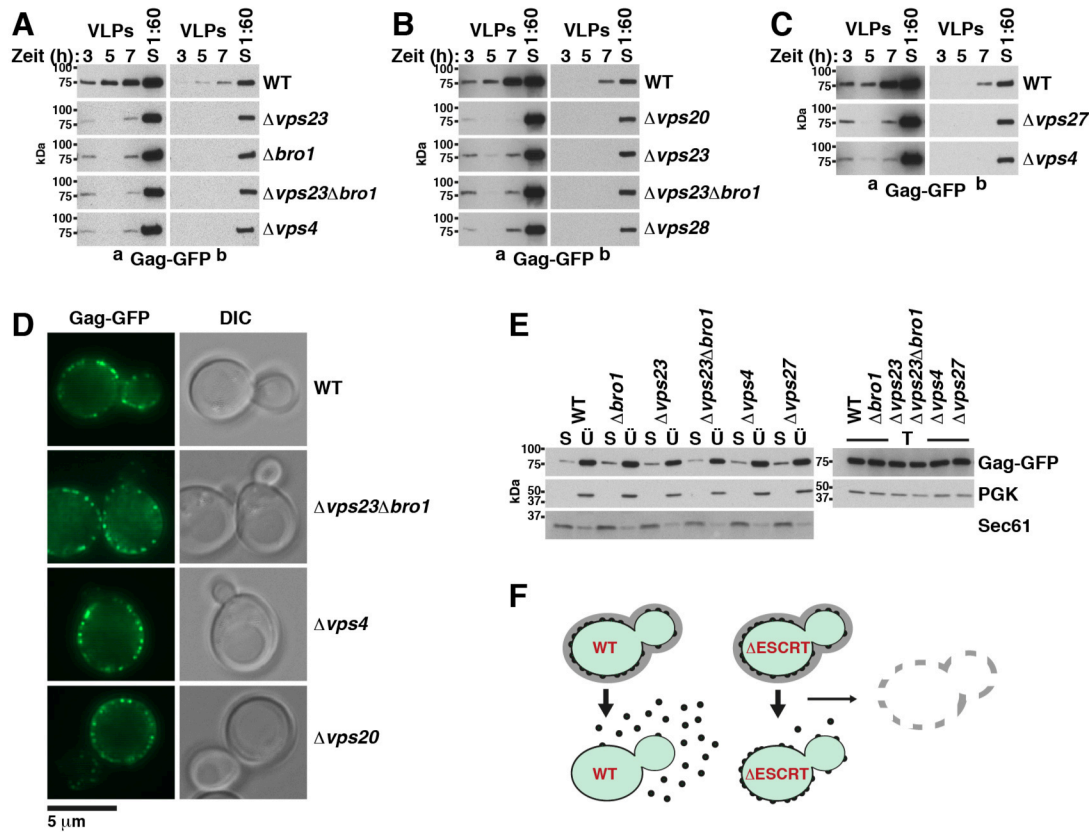 A
VLPs VLPs 1:60
Zeit (h): 3 5 7 S 3 5 7 S
100
75 WT
100
75 Δvps23
100
75 Δbro1
100
75 Δvps23Δbro1
100
75 Δvps4
kDa
a Gag-GFP b
B
VLPs VLPs 1:60
Zeit (h): 3 5 7 S 3 5 7 S
100
75 WT
100
75 Δvps20
100
75 Δvps23
100
75 Δvps23Δbro1
100
75 Δvps28
kDa
a Gag-GFP b
C
VLPs VLPs 1:60
Zeit (h): 3 5 7 S 3 5 7 S
100
75 WT
100
75 Δvps27
100
75 Δvps4
kDa
a Gag-GFP b
D
Gag-GFP DIC
WT
Δvps23Δbro1
Δvps4
Δvps20
5 μm
E
WT Δbro1 Δvps23 Δvps23Δbro1 Δvps4 Δvps27
S Ü S Ü S Ü S Ü S Ü S Ü
WT Δbro1 Δvps23 Δvps23Δbro1 Δvps4 Δvps27
T
100
75 75 Gag-GFP
50 50
37 37 PGK
37 Sec61
kDa
F
WT ΔESCRT
WT ΔESCRT